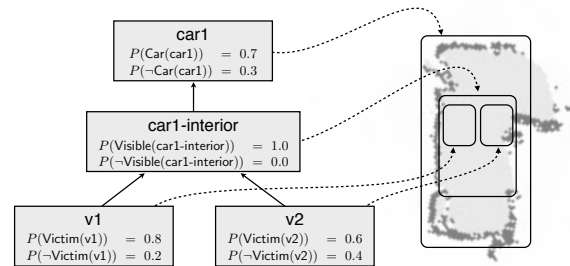 car1
P(Car(car1)) = 0.7
P(¬Car(car1)) = 0.3
car1-interior
P(Visible(car1-interior)) = 1.0
P(¬Visible(car1-interior)) = 0.0
v1
P(Victim(v1)) = 0.8
P(¬Victim(v1)) = 0.2
v2
P(Victim(v2)) = 0.6
P(¬Victim(v2)) = 0.4